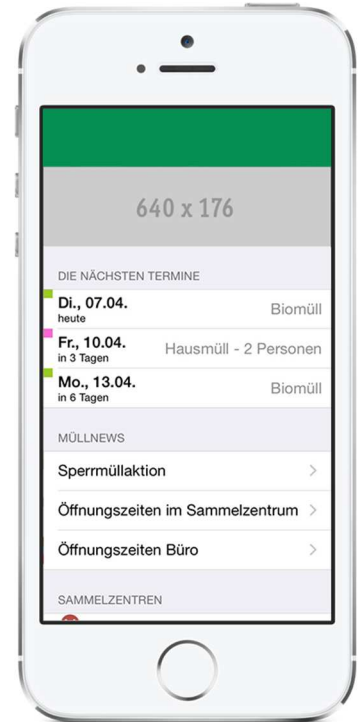 640 x 176
DIE NÄCHSTEN TERMINE
Di., 07.04.
heute
Biomüll
Fr., 10.04.
in 3 Tagen
Hausmüll - 2 Personen
Mo., 13.04.
in 6 Tagen
Biomüll
MÜLLNEWS
Sperrmüllaktion
Öffnungszeiten im Sammelzentrum
Öffnungszeiten Büro
SAMMELZENTREN